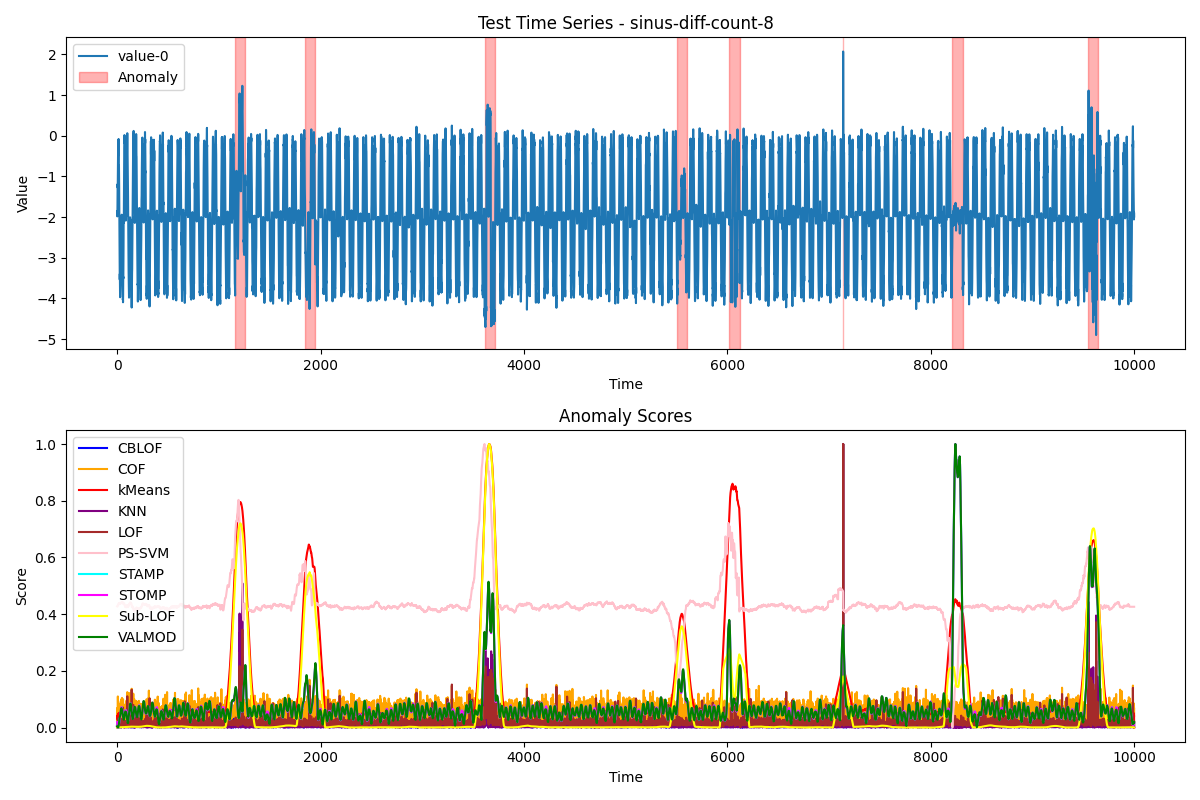 Test Time Series - sinus-diff-count-8
value-0
Anomaly
Value
2
1
0
−1
−2
−3
−4
−5
0
2000
4000
6000
8000
10000
Time
Anomaly Scores
CBLOF
COF
kMeans
KNN
LOF
PS-SVM
STAMP
STOMP
Sub-LOF
VALMOD
Score
1.0
0.8
0.6
0.4
0.2
0.0
0
2000
4000
6000
8000
10000
Time